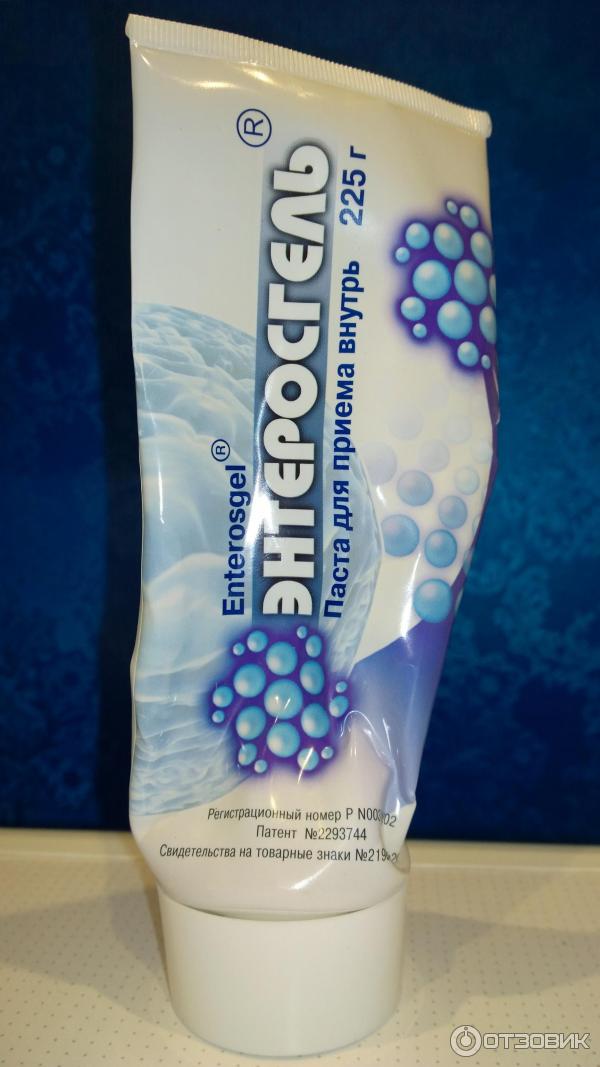 Enterosgel®
ЭНТЕРОСГЕЛЬ®
Паста для приема внутрь 225 г
Регистрационный номер Р
Патент №2293744
Свидетельства на товарные знаки
ОТЗОВИК